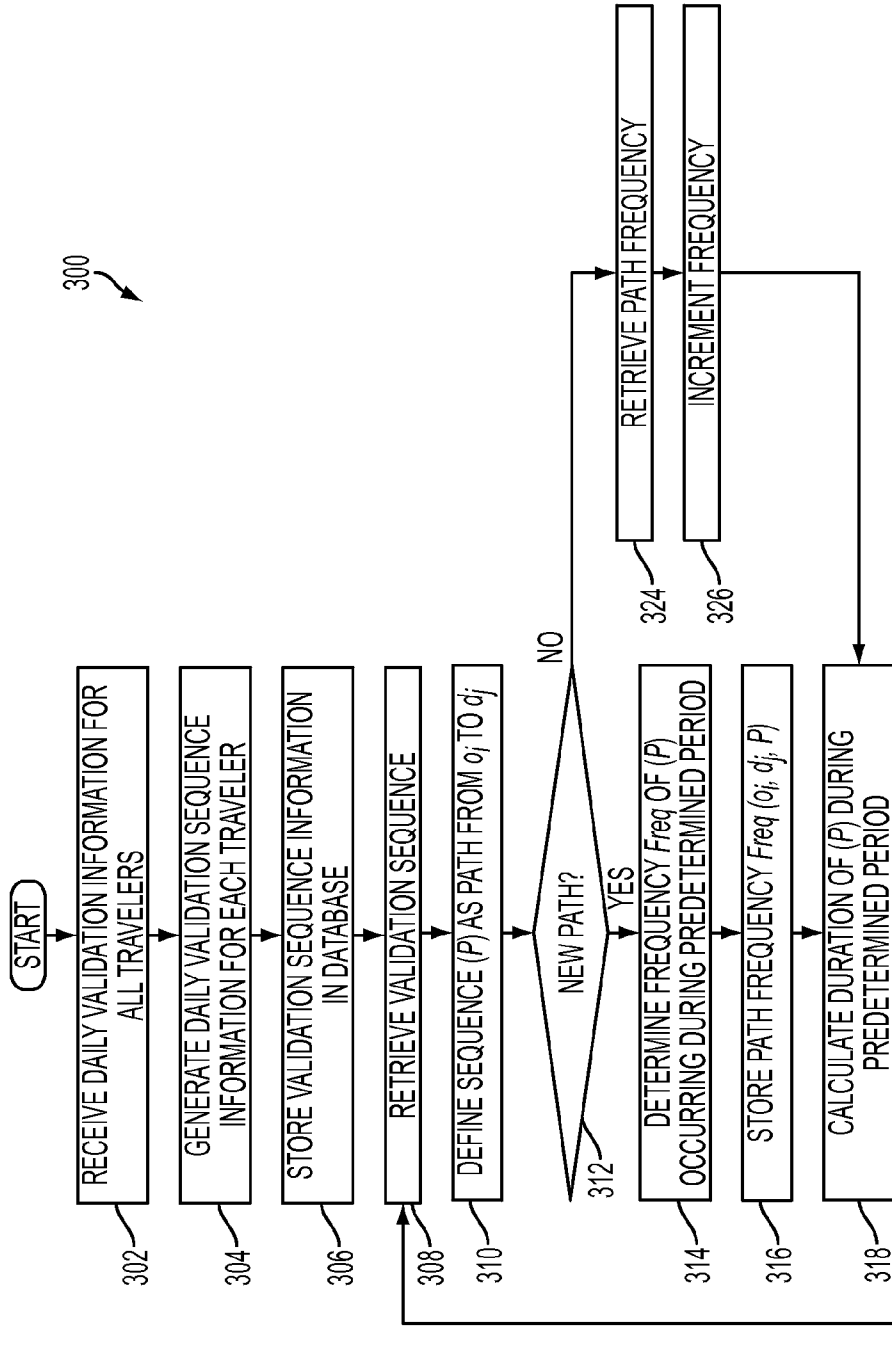 300
START
RECEIVE DAILY VALIDATION INFORMATION FOR
ALL TRAVELERS
302
GENERATE DAILY VALIDATION SEQUENCE
INFORMATION FOR EACH TRAVELER
304
STORE VALIDATION SEQUENCE INFORMATION
IN DATABASE
306
RETRIEVE VALIDATION SEQUENCE
308
DEFINE SEQUENCE (P) AS PATH FROM oi TO dj
310
NEW PATH?
312
NO
YES
RETRIEVE PATH FREQUENCY
324
INCREMENT FREQUENCY
326
DETERMINE FREQUENCY Freq OF (P)
OCCURRING DURING PREDETERMINED PERIOD
314
STORE PATH FREQUENCY Freq (oi, dj, P)
316
CALCULATE DURATION OF (P) DURING
PREDETERMINED PERIOD
318